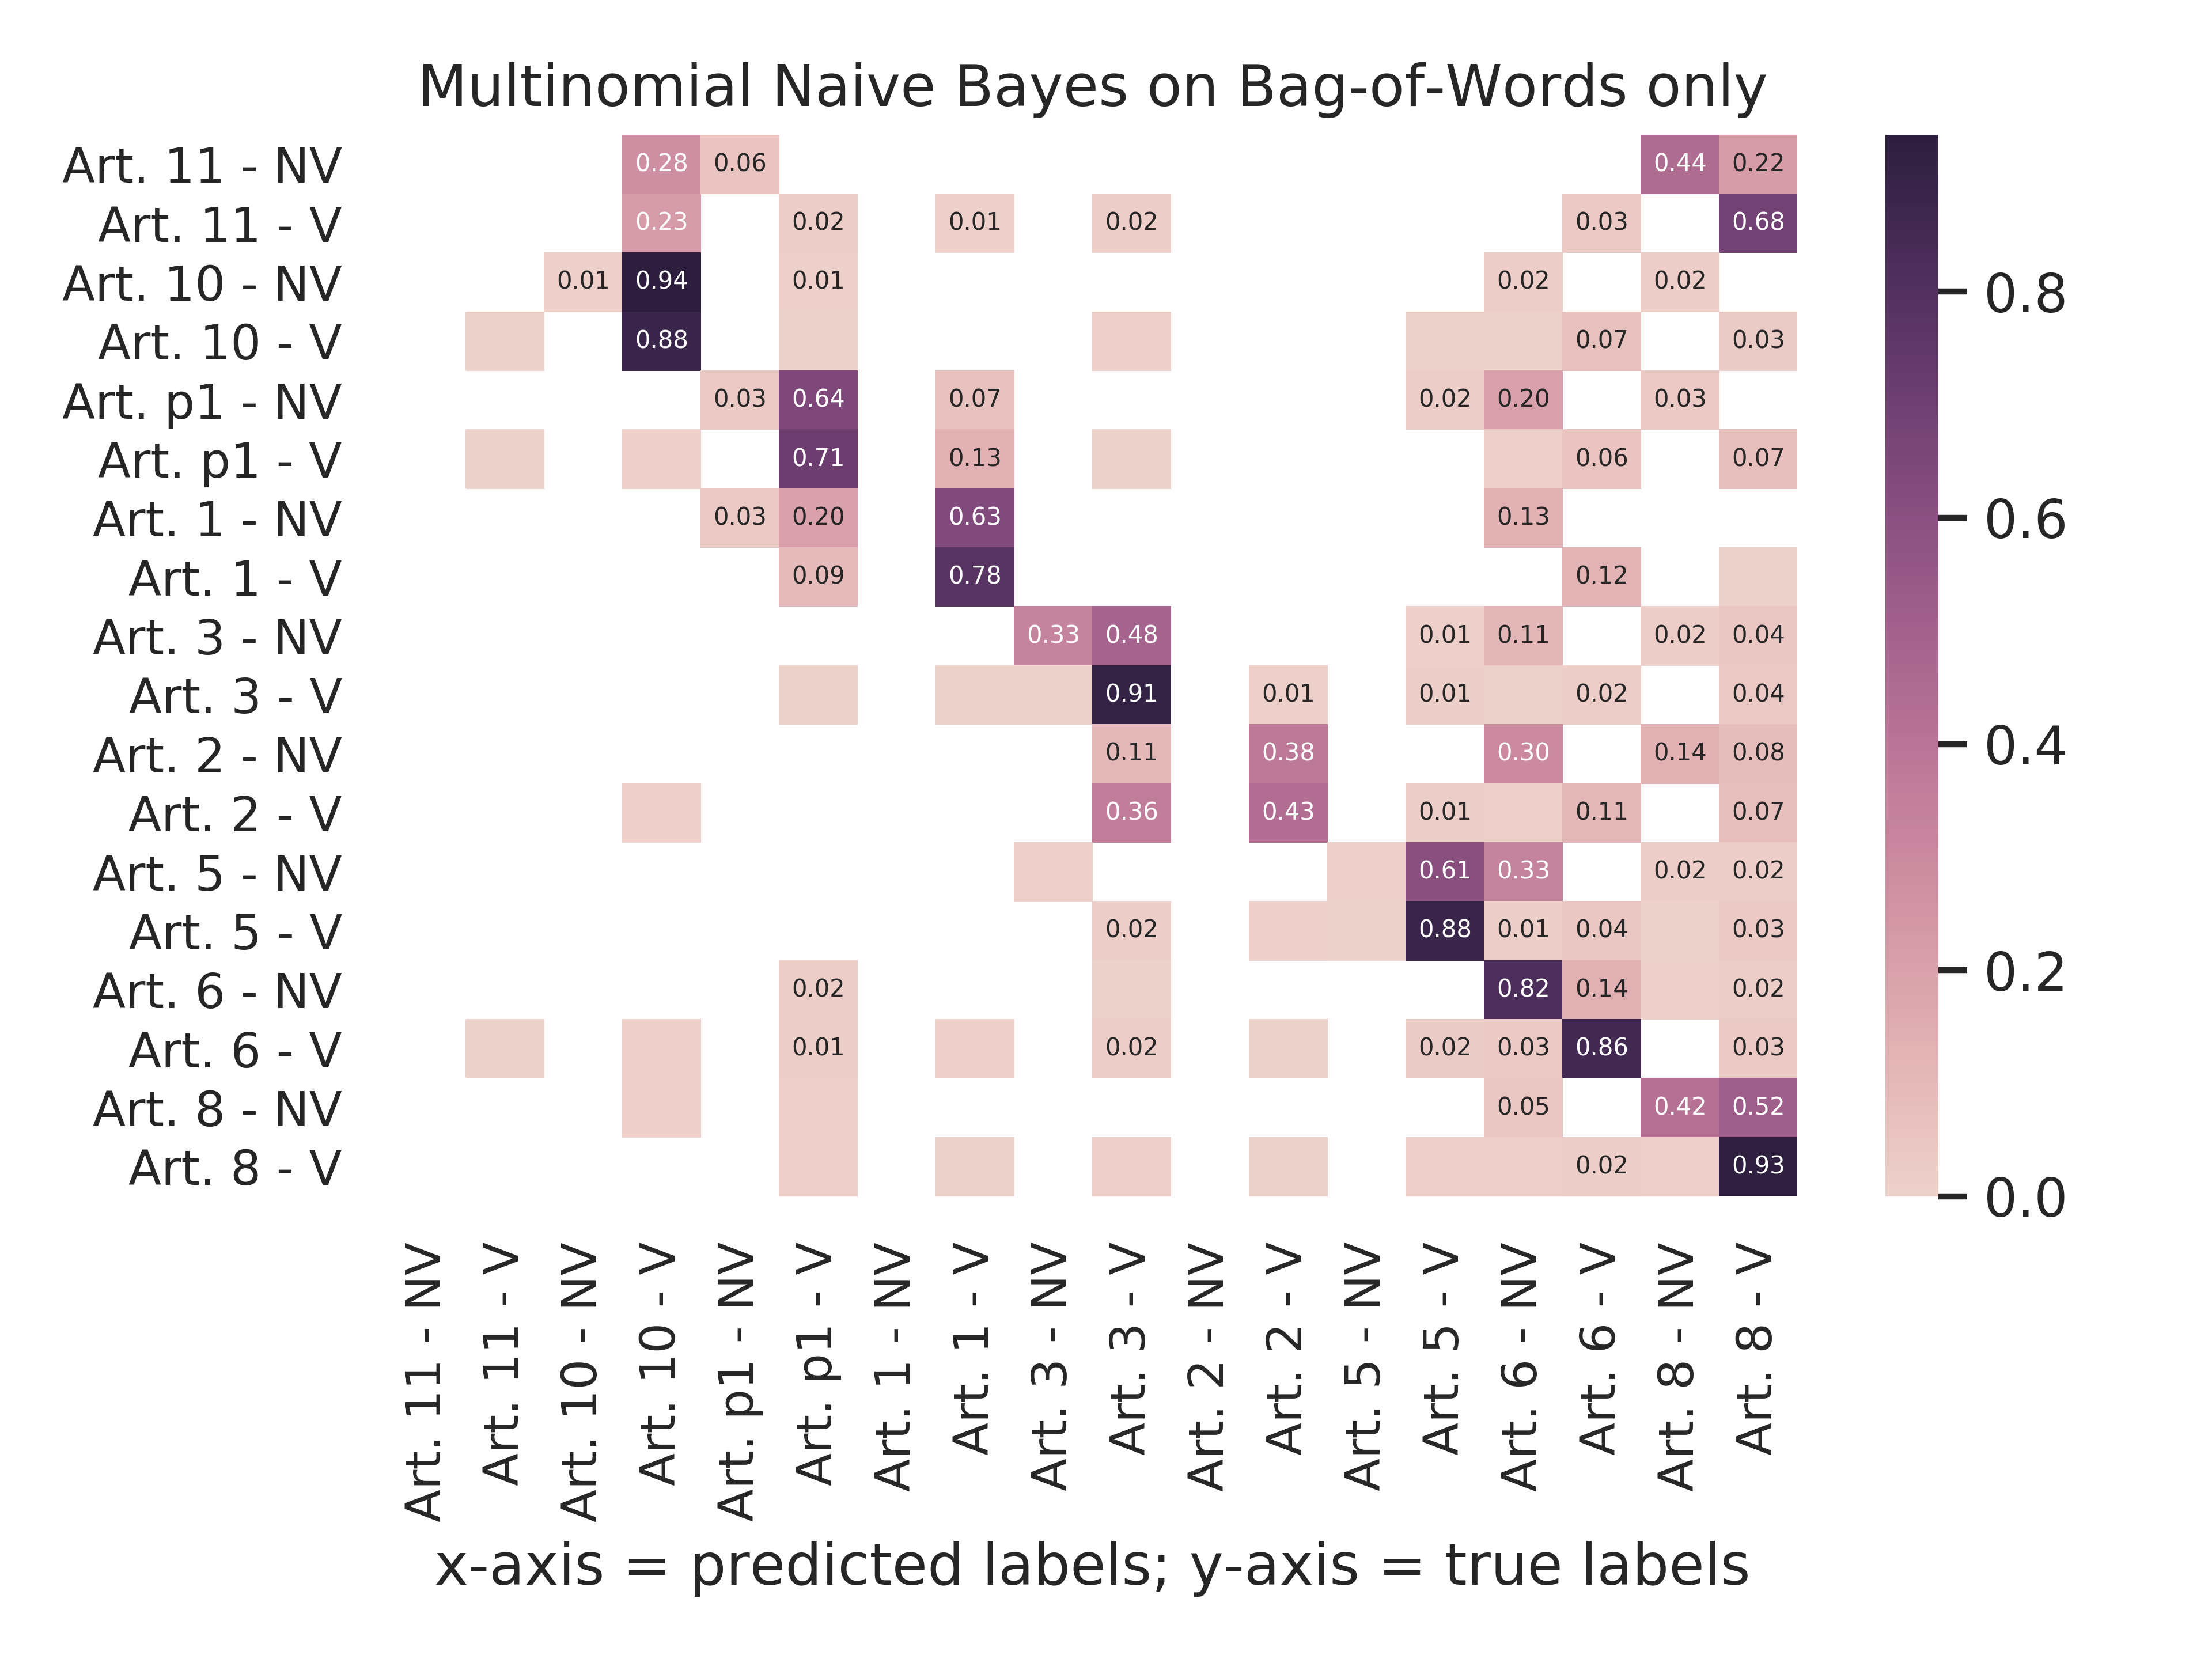 Multinomial Naive Bayes on Bag-of-Words only
Art. 11 - NV 0.28 0.06 0.44 0.22
Art. 11 - V 0.23 0.02 0.01 0.02 0.03 0.68
Art. 10 - NV 0.01 0.94 0.01 0.02 0.02
0.8
Art. 10 - V 0.88 0.07 0.03
Art. p1 - NV 0.03 0.64 0.07 0.02 0.20 0.03
Art. p1 - V 0.71 0.13 0.06 0.07
Art. 1 - NV 0.03 0.20 0.63 0.13
0.6
Art. 1 - V 0.09 0.78 0.12
Art. 3 - NV 0.33 0.48 0.01 0.11 0.02 0.04
Art. 3 - V 0.91 0.01 0.01 0.02 0.04
Art. 2 - NV 0.11 0.38 0.30 0.14 0.08
0.4
Art. 2 - V 0.36 0.43 0.01 0.11 0.07
Art. 5 - NV 0.61 0.33 0.02 0.02
Art. 5 - V 0.02 0.88 0.01 0.04 0.03
0.2
Art. 6 - NV 0.02 0.82 0.14 0.02
Art. 6 - V 0.01 0.02 0.02 0.03 0.86 0.03
Art. 8 - NV 0.05 0.42 0.52
Art. 8 - V 0.02 0.93
0.0
Art. 11 - NV
Art. 11 - V
Art. 10 - NV
Art. 10 - V
Art. p1 - NV
Art. p1 - V
Art. 1 - NV
Art. 1 - V
Art. 3 - NV
Art. 3 - V
Art. 2 - NV
Art. 2 - V
Art. 5 - NV
Art. 5 - V
Art. 6 - NV
Art. 6 - V
Art. 8 - NV
Art. 8 - V
x-axis = predicted labels; y-axis = true labels